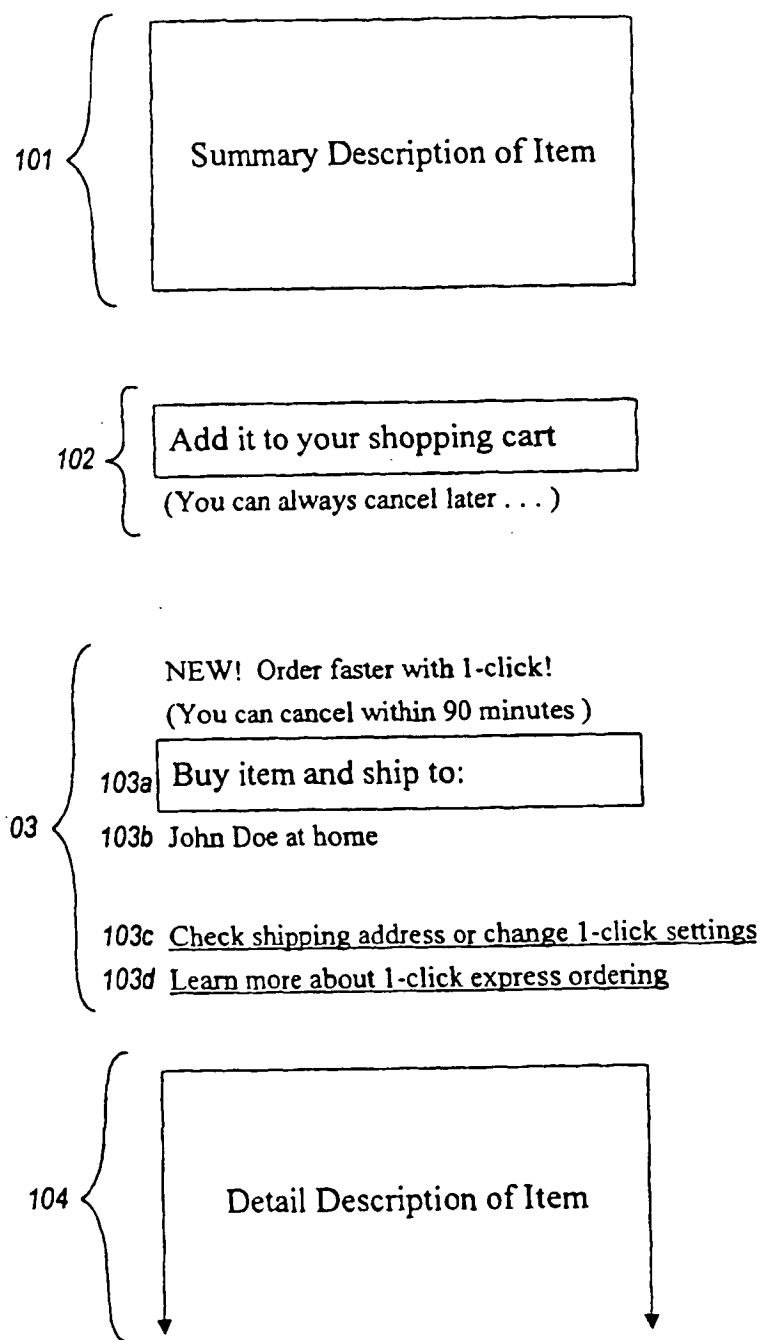 101 Summary Description of Item
102 Add it to your shopping cart
(You can always cancel later . . . )
NEW! Order faster with 1-click!
(You can cancel within 90 minutes )
103a Buy item and ship to:
03
103b John Doe at home
103c Check shipping address or change 1-click settings
103d Learn more about 1-click express ordering
104 Detail Description of Item